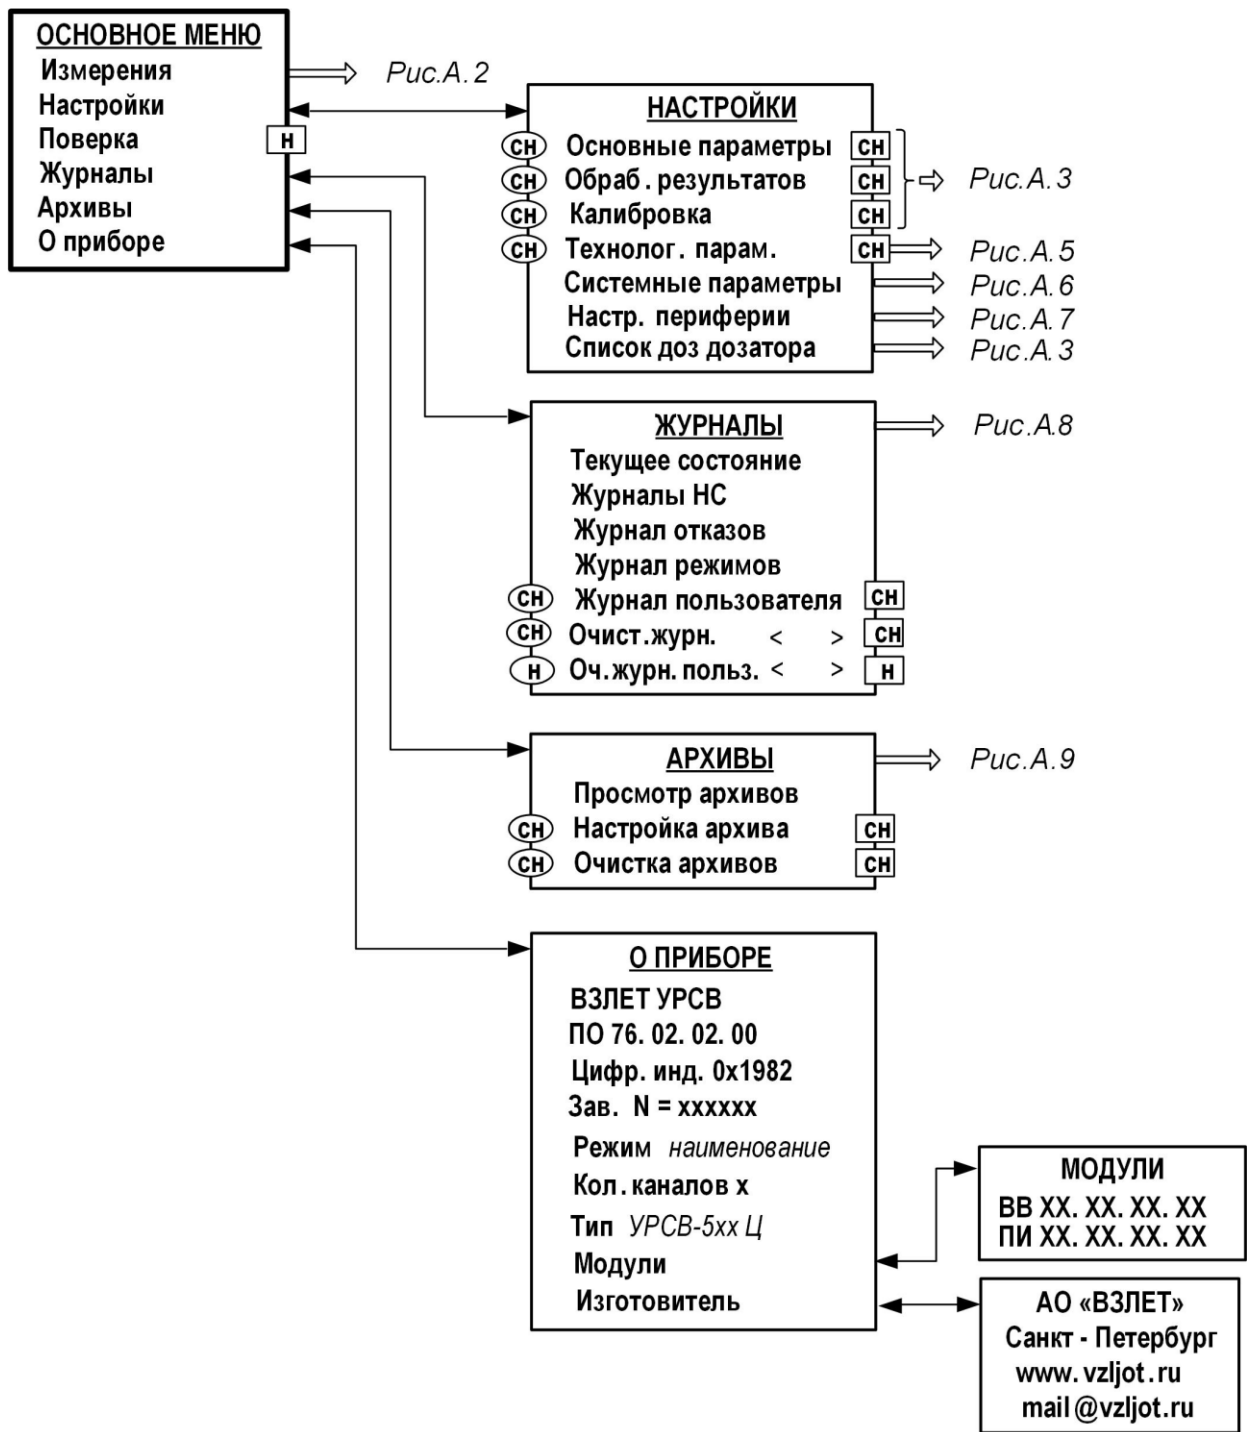 ОСНОВНОЕ МЕНЮ
Измерения
Рис.А.2
Настройки
Поверка Н
Журналы
Архивы
О приборе
НАСТРОЙКИ
СН Основные параметры СН
СН Обраб. результатов СН Рис.А.3
СН Калибровка СН
СН Технолог. парам. СН Рис.А.5
Системные параметры Рис.А.6
Настр. периферии Рис.А.7
Список доз дозатора Рис.А.3
ЖУРНАЛЫ Рис.А.8
Текущее состояние
Журналы НС
Журнал отказов
Журнал режимов
СН Журнал пользователя СН
СН Очист.журн. < > СН
Н Оч.журн. польз. < > Н
АРХИВЫ Рис.А.9
Просмотр архивов
СН Настройка архива СН
СН Очистка архивов СН
О ПРИБОРЕ
ВЗЛЕТ УРСВ
ПО 76. 02. 02. 00
Цифр. инд. 0x1982
Зав. N = xxxxxx
Режим наименование
Кол.каналов x
Тип УРСВ-5xx Ц
Модули
Изготовитель
МОДУЛИ
ВВ XX. XX. XX. XX
ПИ XX. XX. XX. XX
АО «ВЗЛЕТ»
Санкт - Петербург
www.vzljot.ru
mail@vzljot.ru